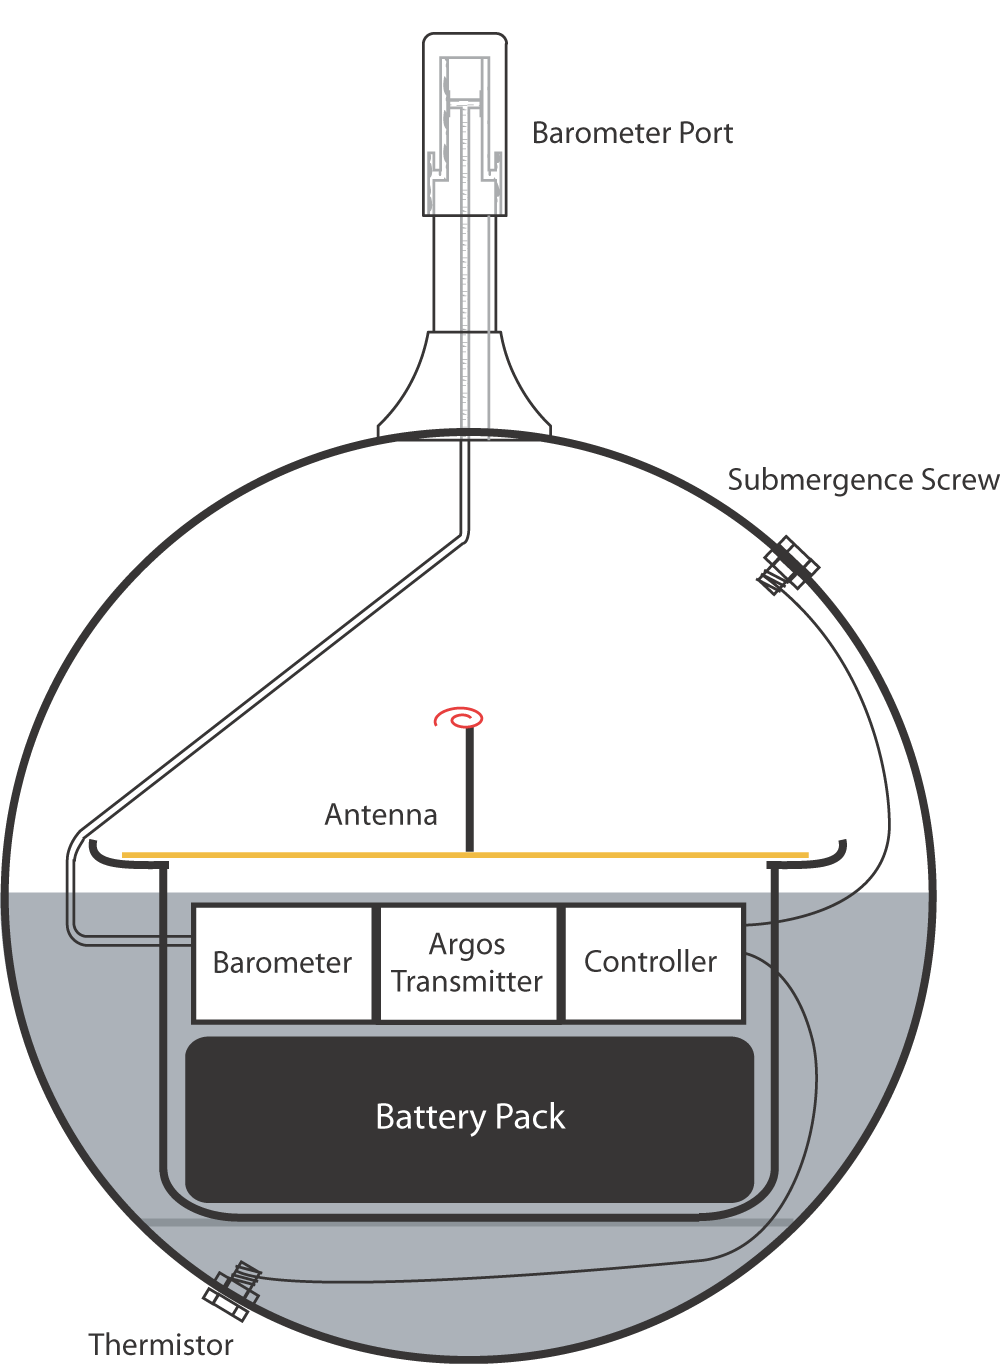 Barometer Port
Submergence Screw
Antenna
Barometer
Argos
Transmitter
Controller
Battery Pack
Thermistor